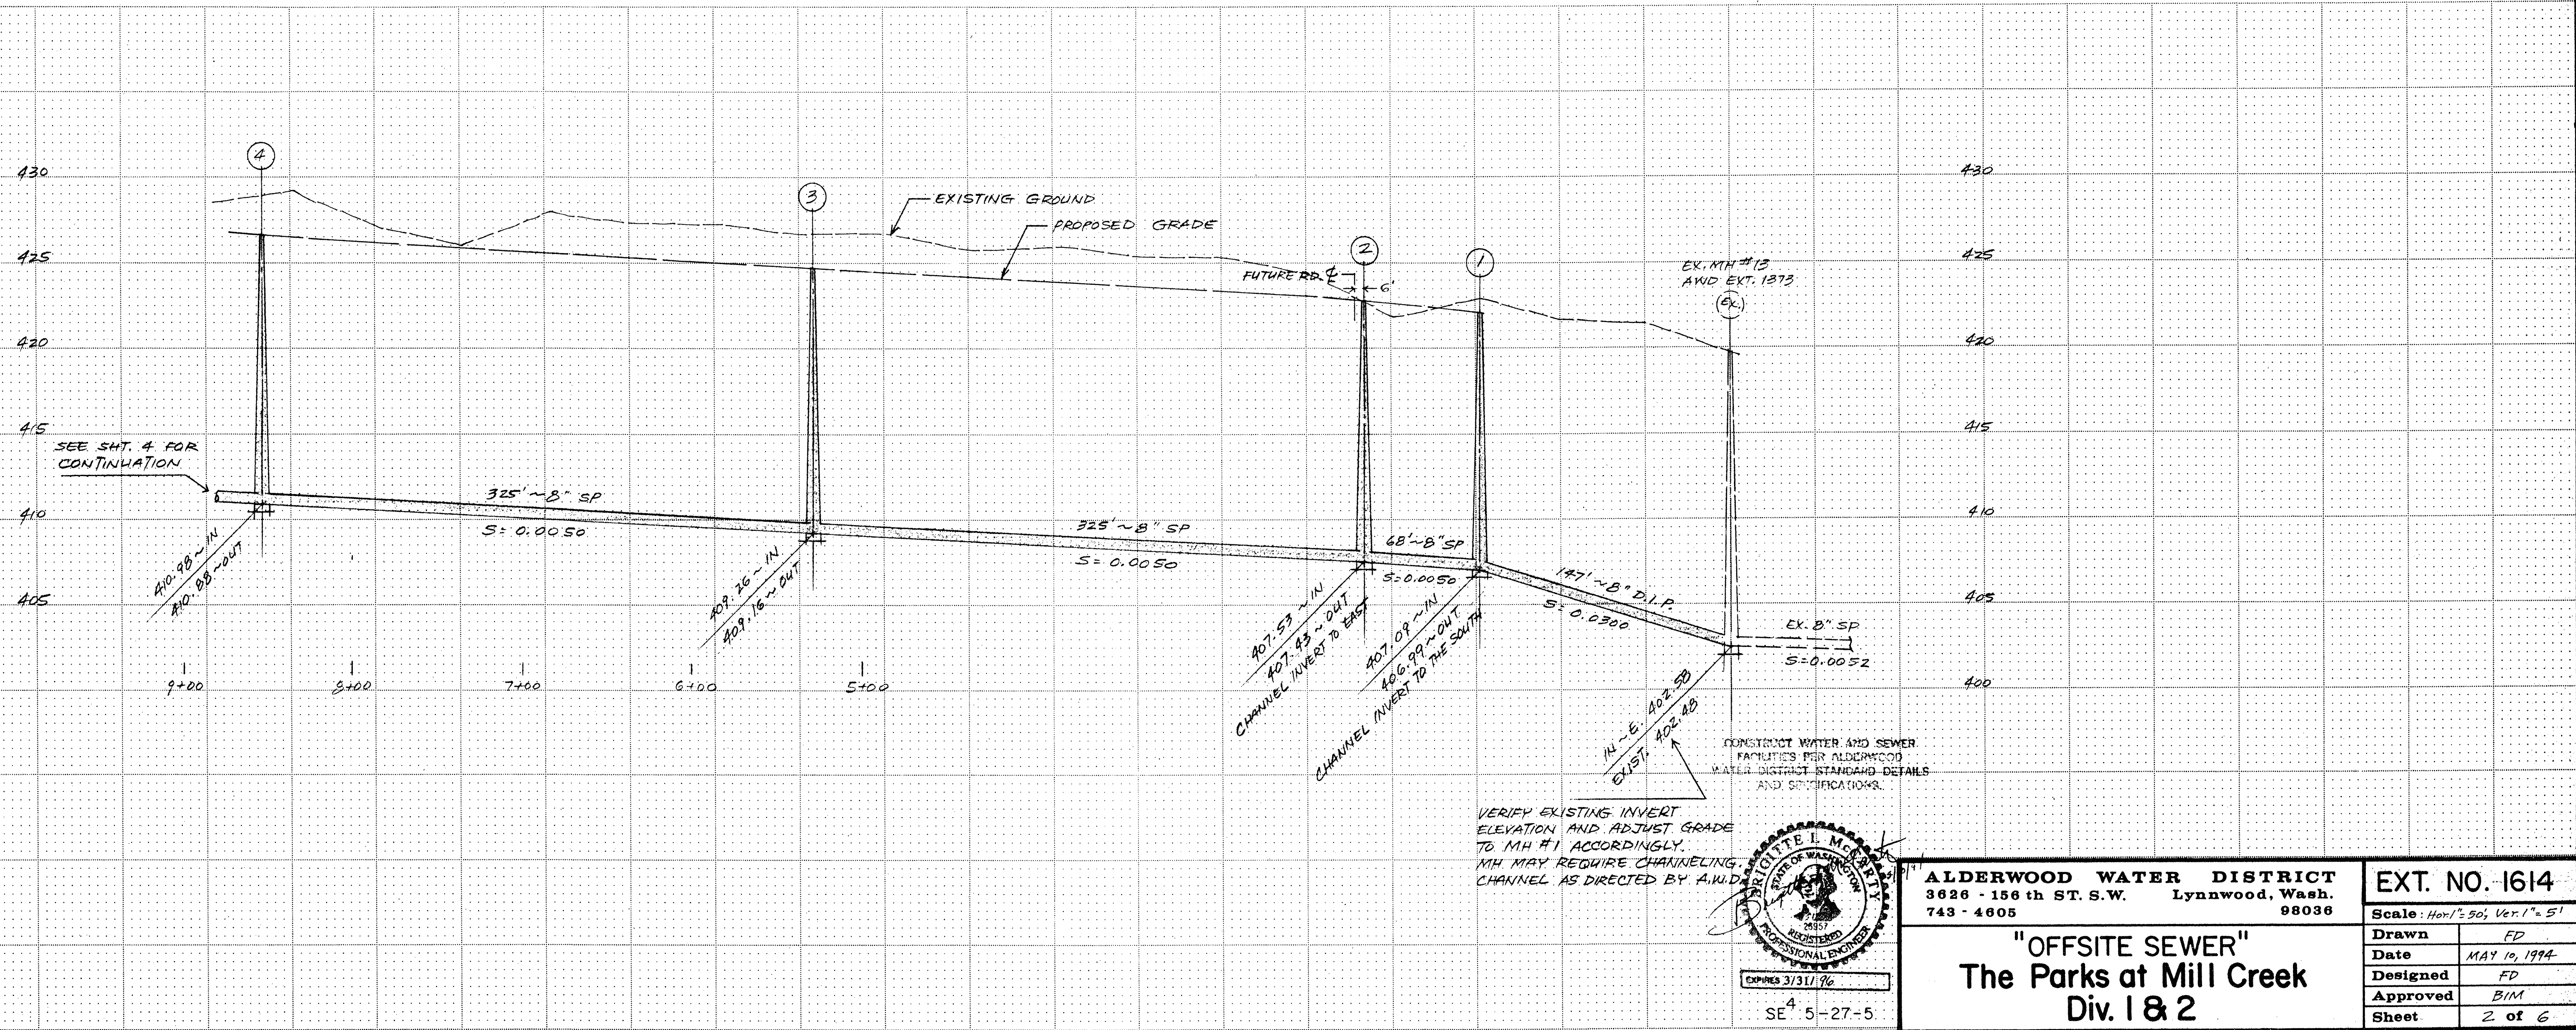 4
430
430
3
EXISTING GROUND
PROPOSED GRADE
2
1
425
425
FUTURE RD. ℄
6'
EX. MH #13
AWD EXT. 1373
(EX.)
420
420
415
415
SEE SHT. 4 FOR
CONTINUATION
325' ~ 8" SP
S= 0.0050
325' ~ 8" SP
S= 0.0050
68' ~ 8" SP
S=0.0050
147' ~ 8" D.I.P.
S= 0.0300
EX. 8" SP
S=0.0052
410
410
410.98 ~ IN
410.88 ~ OUT
409.26 ~ IN
409.16 ~ OUT
407.53 ~ IN
407.43 ~ OUT
CHANNEL INVERT TO EAST
407.09 ~ IN
406.99 ~ OUT
CHANNEL INVERT TO THE SOUTH
405
405
IN ~ E. 402.58
EXIST. 402.48
9+00
8+00
7+00
6+00
5+00
400
CONSTRUCT WATER AND SEWER
FACILITIES PER ALDERWOOD
WATER DISTRICT STANDARD DETAILS
AND SPECIFICATIONS.
VERIFY EXISTING INVERT
ELEVATION AND ADJUST GRADE
TO MH #1 ACCORDINGLY.
MH MAY REQUIRE CHANNELING.
CHANNEL AS DIRECTED BY A.W.D.
BRIGITTE I. McCARTY
STATE OF WASHINGTON
REGISTERED
PROFESSIONAL ENGINEER
EXPIRES 3/31/96
SE 4 5-27-5
ALDERWOOD WATER DISTRICT
3626 - 156 th ST. S.W. Lynnwood, Wash.
743 - 4605 98036
"OFFSITE SEWER"
The Parks at Mill Creek
Div. 1 & 2
EXT. NO. 1614
Scale: Hor. 1"= 50', Ver. 1"= 5'
Drawn FD
Date MAY 10, 1994
Designed FD
Approved BIM
Sheet 2 of 6